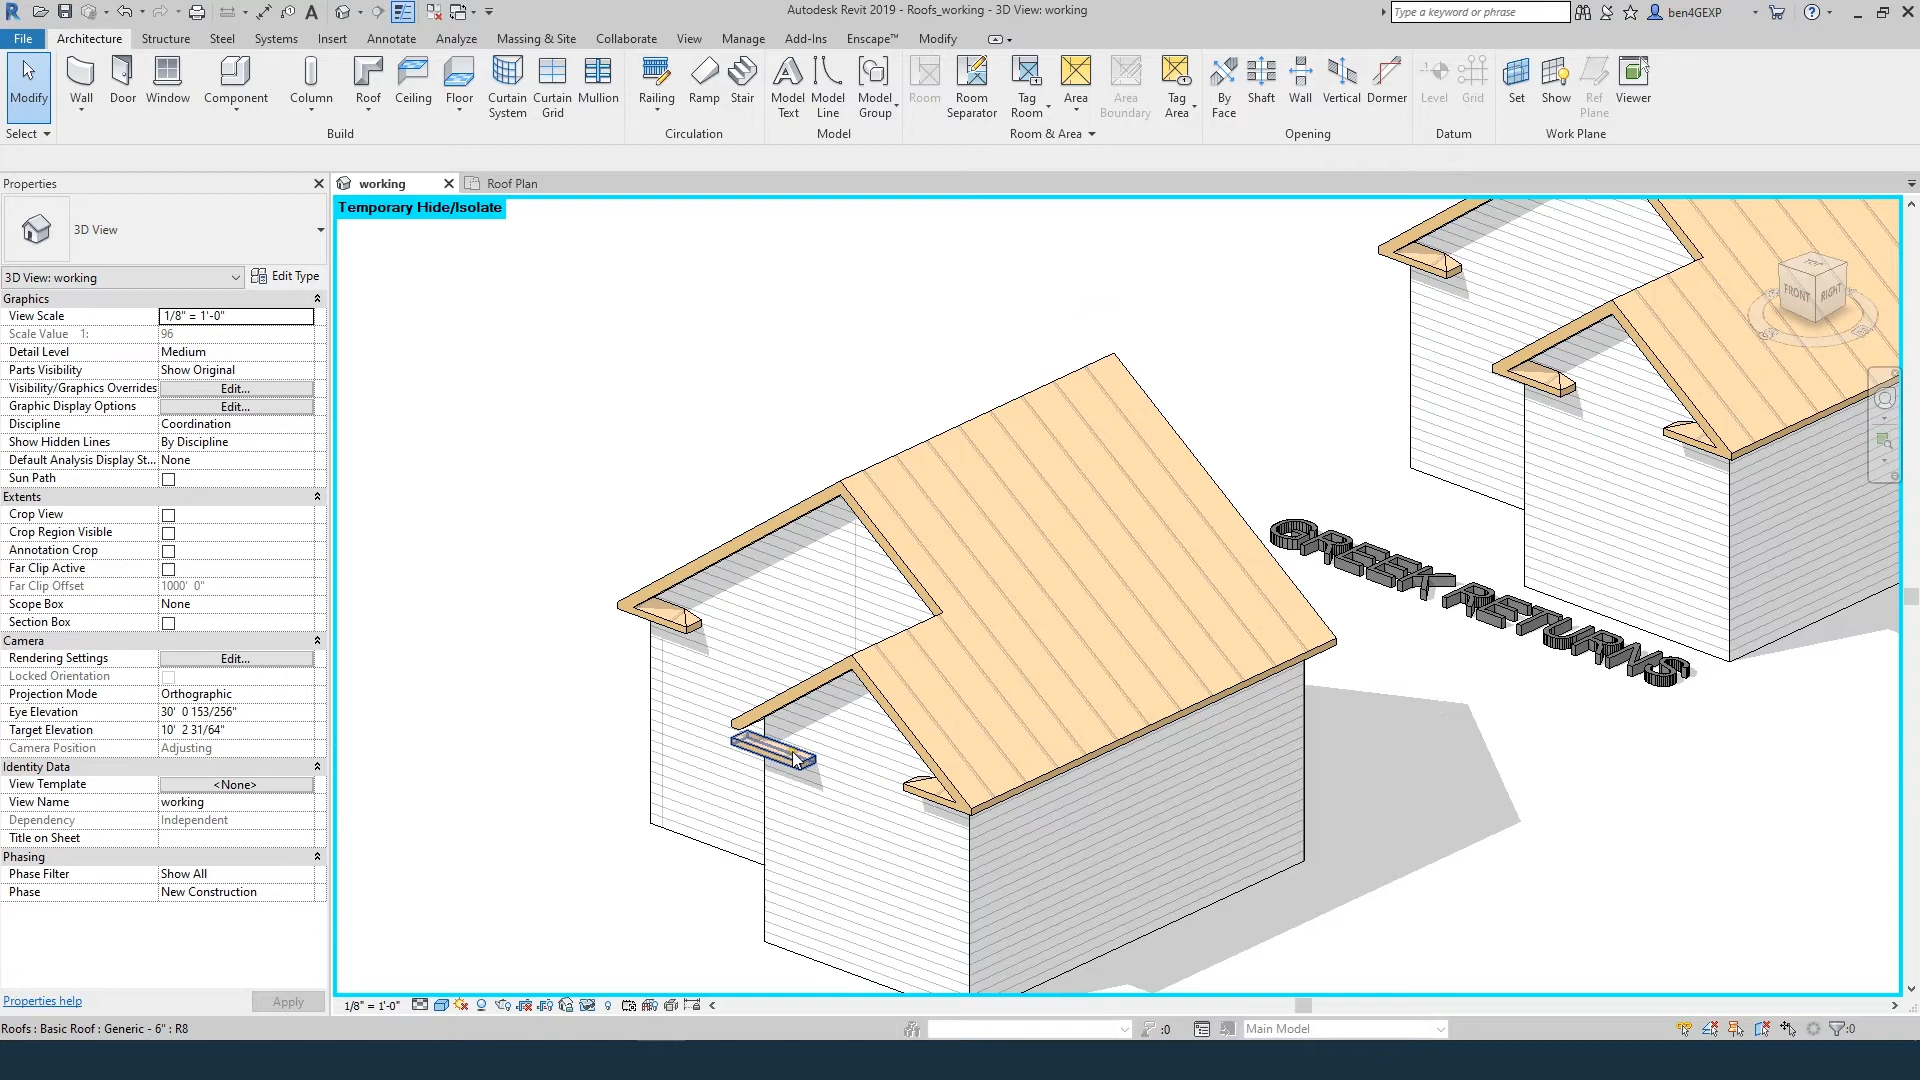 Autodesk Revit 2019 - Roofs_working - 3D View: working
Type a keyword or phrase
ben4GEXP
File Architecture Structure Steel Systems Insert Annotate Analyze Massing & Site Collaborate View Manage Add-Ins Enscape™ Modify
Modify Wall Door Window Component Column Roof Ceiling Floor Curtain System Curtain Grid Mullion Railing Ramp Stair Model Text Model Line Model Group Room Room Separator Tag Room Area Area Boundary Tag Area By Face Shaft Wall Vertical Dormer Level Grid Set Show Ref Plane Viewer
Select Build Circulation Model Room & Area Opening Datum Work Plane
Properties
working
Roof Plan
Temporary Hide/Isolate
3D View
3D View: working
Edit Type
Graphics
View Scale 1/8" = 1'-0"
Scale Value 1: 96
Detail Level Medium
Parts Visibility Show Original
Visibility/Graphics Overrides Edit...
Graphic Display Options Edit...
Discipline Coordination
Show Hidden Lines By Discipline
Default Analysis Display St... None
Sun Path
Extents
Crop View
Crop Region Visible
Annotation Crop
Far Clip Active
Far Clip Offset 1000' 0"
Scope Box None
Section Box
Camera
Rendering Settings Edit...
Locked Orientation
Projection Mode Orthographic
Eye Elevation 30' 0 153/256"
Target Elevation 10' 2 31/64"
Camera Position Adjusting
Identity Data
View Template <None>
View Name working
Dependency Independent
Title on Sheet
Phasing
Phase Filter Show All
Phase New Construction
Properties help
Apply
TOP
FRONT
RIGHT
GREEK RETURNS
1/8" = 1'-0"
Roofs : Basic Roof : Generic - 6" : R8
:0
Main Model
:0